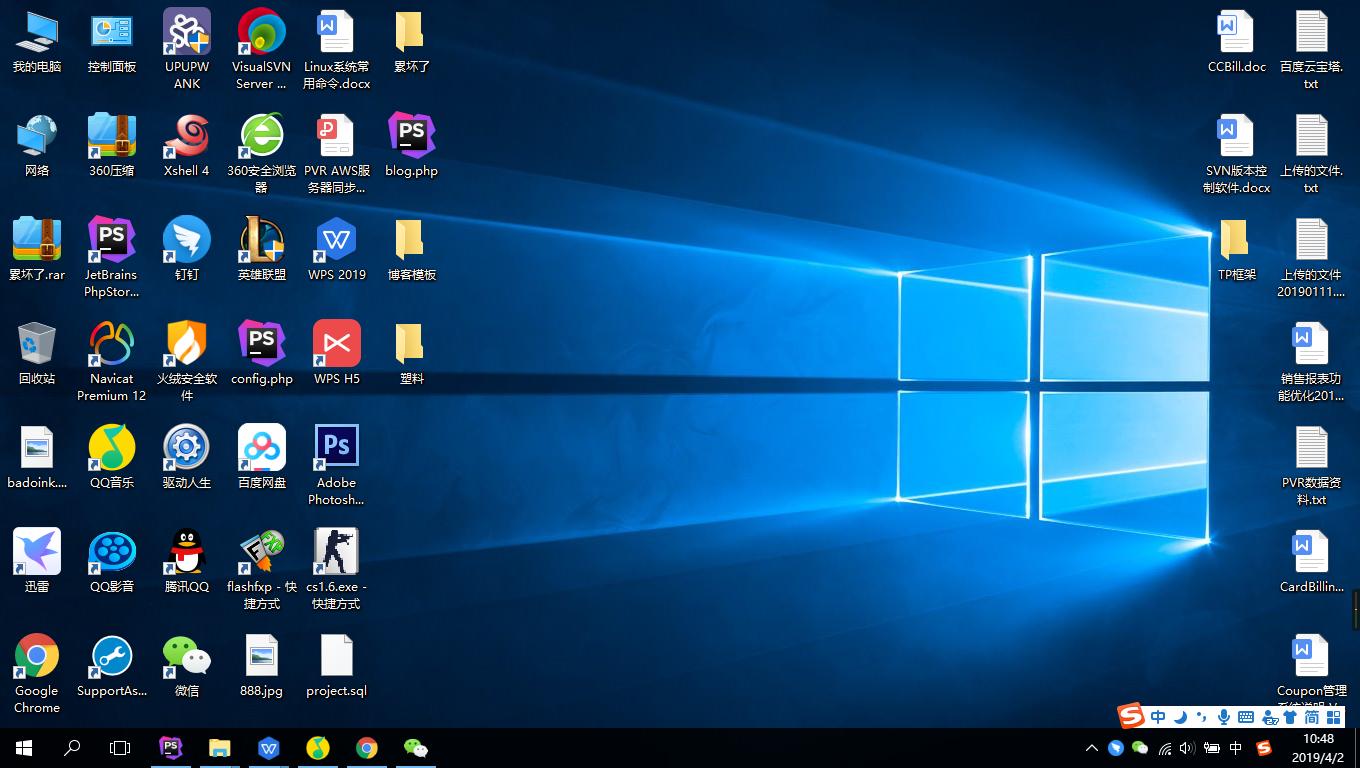 我的电脑
控制面板
UPUPW
ANK
VisualSVN
Server ...
Linux系统常
用命令.docx
累坏了
CCBill.doc
百度云宝塔.
txt
网络
360压缩
Xshell 4
360安全浏览
器
PVR AWS服
务器同步...
PS
blog.php
SVN版本控
制软件.docx
上传的文件.
txt
累坏了.rar
PS
JetBrains
PhpStor...
钉钉
英雄联盟
WPS 2019
博客模板
TP框架
上传的文件
20190111....
回收站
Navicat
Premium 12
火绒安全软
件
PS
config.php
WPS H5
塑料
销售报表功
能优化201...
badoink....
QQ音乐
驱动人生
百度网盘
Ps
Adobe
Photosh...
PVR数据资
料.txt
迅雷
QQ影音
腾讯QQ
flashfxp - 快
捷方式
cs1.6.exe -
快捷方式
CardBillin...
Google
Chrome
SupportAs...
微信
888.jpg
project.sql
Coupon管理
中
简
PS
中
10:48
2019/4/2